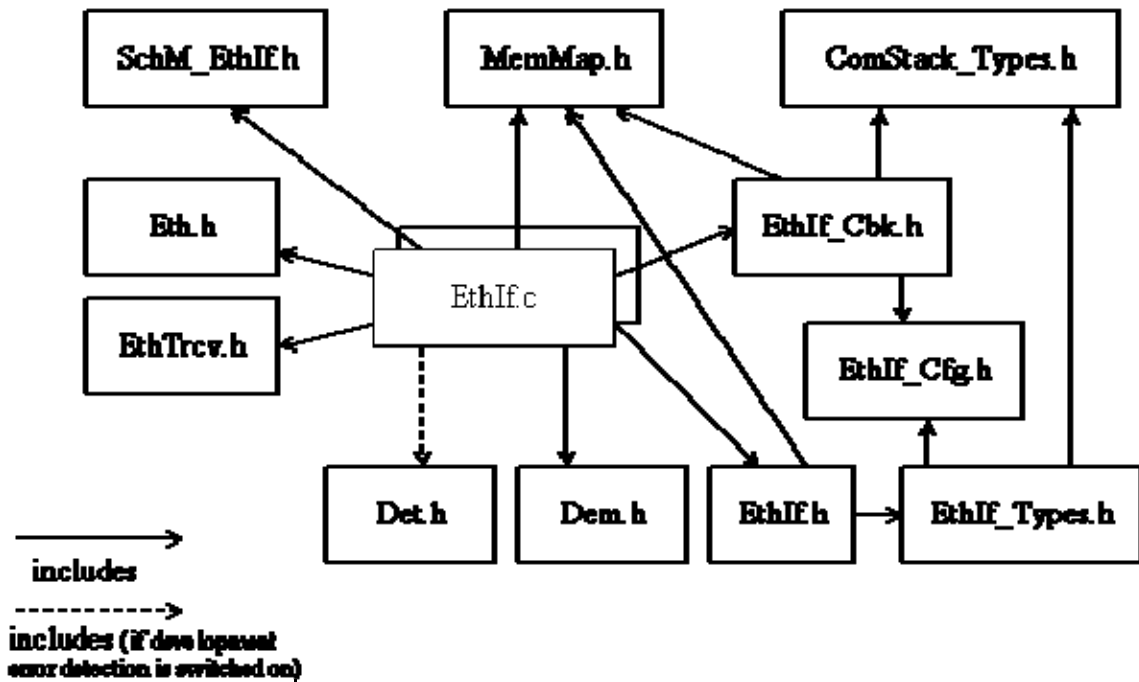 SchM_EthIf.h
MemMap.h
ComStack_Types.h
Eth.h
EthIf_Cbk.h
EthIf.c
EthTrcv.h
EthIf_Cfg.h
Det.h
Dem.h
EthIf.h
EthIf_Types.h
includes
includes (if development
error detection is switched on)